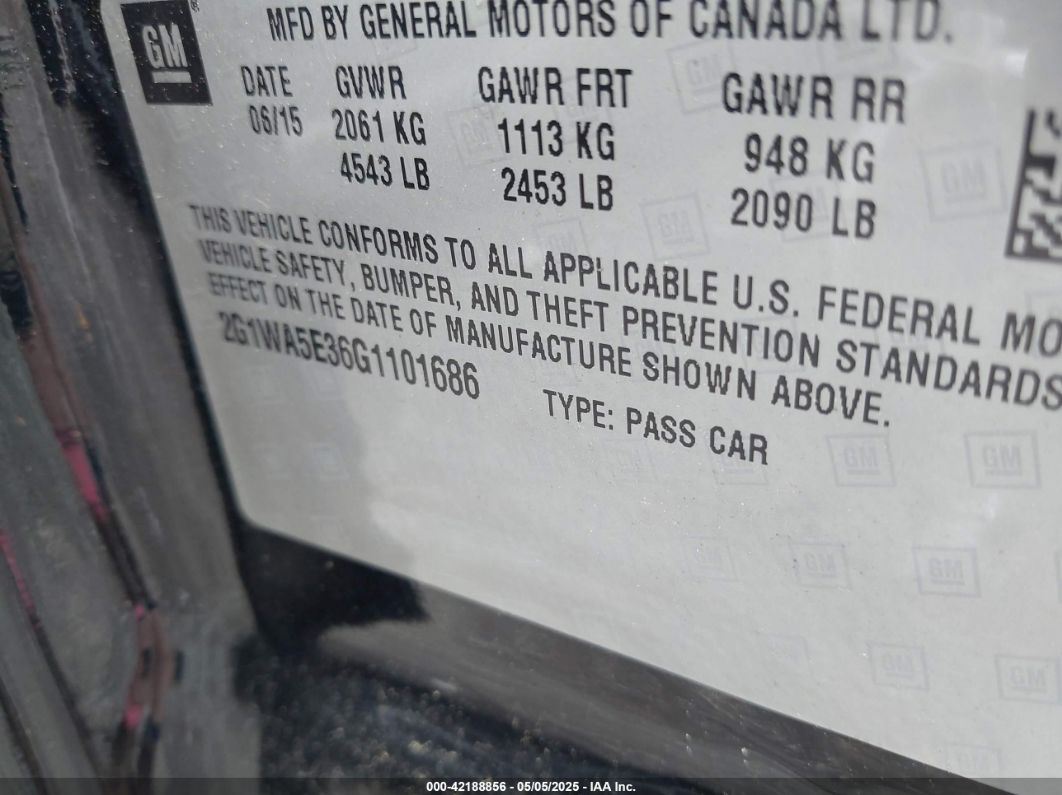 GM
MFD BY GENERAL MOTORS OF CANADA LTD.
DATE GVWR GAWR FRT GAWR RR
06/15 2061 KG 1113 KG 948 KG
4543 LB 2453 LB 2090 LB
THIS VEHICLE CONFORMS TO ALL APPLICABLE U.S. FEDERAL MO
VEHICLE SAFETY, BUMPER, AND THEFT PREVENTION STANDARDS
EFFECT ON THE DATE OF MANUFACTURE SHOWN ABOVE.
2G1WA5E36G1101686 TYPE: PASS CAR
000-42188856 - 05/05/2025 - IAA Inc.